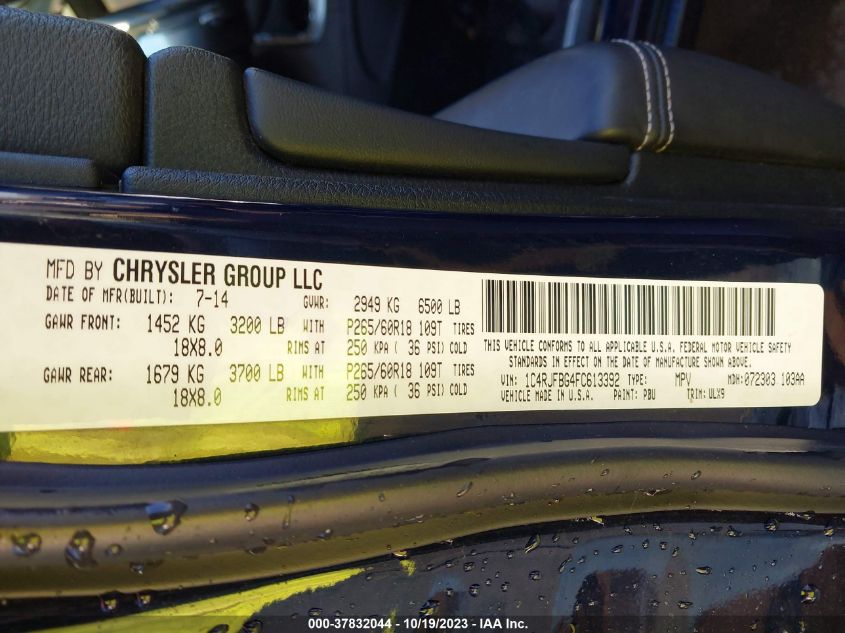 MFD BY CHRYSLER GROUP LLC
DATE OF MFR(BUILT): 7-14 GVWR: 2949 KG 6500 LB
GAWR FRONT: 1452 KG 3200 LB WITH P265/60R18 109T TIRES
18X8.0 RIMS AT 250 KPA ( 36 PSI) COLD
GAWR REAR: 1679 KG 3700 LB WITH P265/60R18 109T TIRES
18X8.0 RIMS AT 250 KPA ( 36 PSI) COLD
THIS VEHICLE CONFORMS TO ALL APPLICABLE U.S.A. FEDERAL MOTOR VEHICLE SAFETY
STANDARDS IN EFFECT ON THE DATE OF MANUFACTURE SHOWN ABOVE.
VIN: 1C4RJFBG4FC613392 TYPE: MPV MDH: 072303 103AA
VEHICLE MADE IN U.S.A. PAINT: PBU TRIM: ULX9
000-37832044 - 10/19/2023 - IAA Inc.